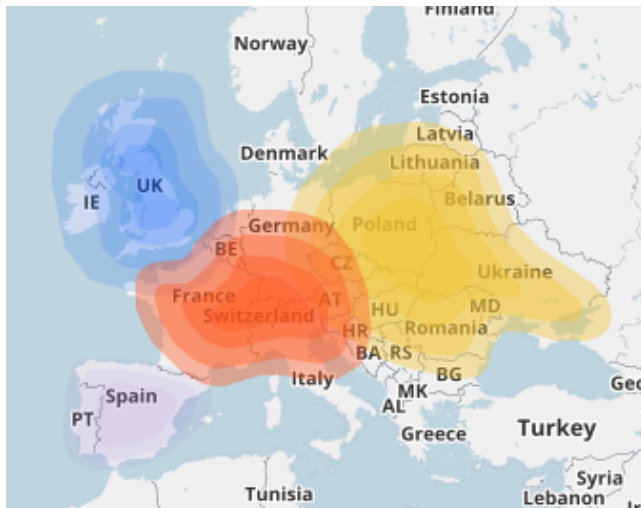 Finland
Norway
Estonia
Latvia
Denmark
Lithuania
UK
IE
Belarus
Germany
Poland
BE
CZ
Ukraine
France
AT
Switzerland
HU
MD
HR
Romania
BA
RS
Italy
BG
Spain
MK
PT
AL
Geo
Greece
Turkey
Syria
Tunisia
Lebanon